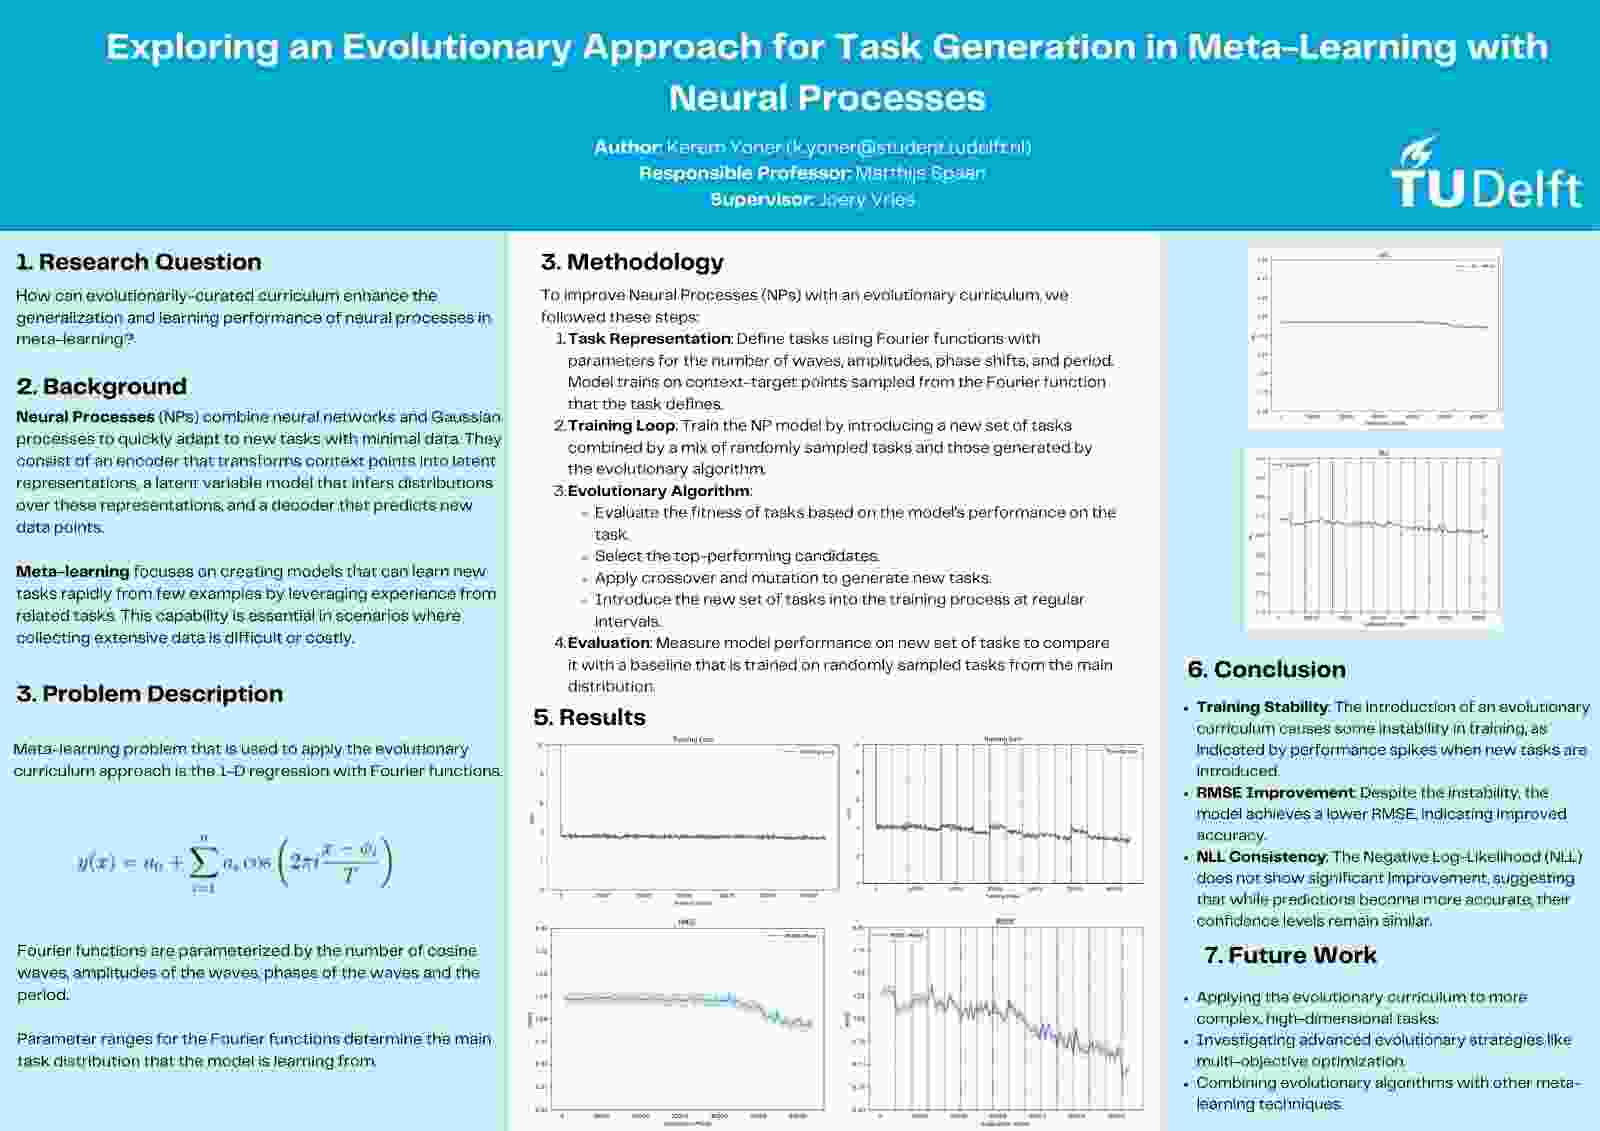 Exploring an Evolutionary Approach for Task Generation in Meta-Learning with
Neural Processes
Author: Kerem Yoner (k.yoner@student.tudelft.nl)
Responsible Professor: Matthijs Spaan
Supervisor: Joery Vries
TU Delft
1. Research Question
How can evolutionarily-curated curriculum enhance the
generalization and learning performance of neural processes in
meta-learning?
2. Background
Neural Processes (NPs) combine neural networks and Gaussian
processes to quickly adapt to new tasks with minimal data. They
consist of an encoder that transforms context points into latent
representations, a latent variable model that infers distributions
over these representations, and a decoder that predicts new
data points.
Meta-learning focuses on creating models that can learn new
tasks rapidly from few examples by leveraging experience from
related tasks. This capability is essential in scenarios where
collecting extensive data is difficult or costly.
3. Problem Description
Meta-learning problem that is used to apply the evolutionary
curriculum approach is the 1-D regression with Fourier functions.
y(x) = a₀ + ∑ⁿᵢ₌₁ aᵢ cos (2πi (x − ϕᵢ)/T)
Fourier functions are parameterized by the number of cosine
waves, amplitudes of the waves, phases of the waves and the
period.
Parameter ranges for the Fourier functions determine the main
task distribution that the model is learning from.
3. Methodology
To improve Neural Processes (NPs) with an evolutionary curriculum, we
followed these steps:
1. Task Representation: Define tasks using Fourier functions with
parameters for the number of waves, amplitudes, phase shifts, and period.
Model trains on context-target points sampled from the Fourier function
that the task defines.
2. Training Loop: Train the NP model by introducing a new set of tasks
combined by a mix of randomly sampled tasks and those generated by
the evolutionary algorithm.
3. Evolutionary Algorithm:
Evaluate the fitness of tasks based on the model's performance on the
task.
Select the top-performing candidates.
Apply crossover and mutation to generate new tasks.
Introduce the new set of tasks into the training process at regular
intervals.
4. Evaluation: Measure model performance on new set of tasks to compare
it with a baseline that is trained on randomly sampled tasks from the main
distribution.
5. Results
Training Loss
Training Loss
RMSE
RMSE
NLL
NLL
6. Conclusion
• Training Stability: The introduction of an evolutionary
curriculum causes some instability in training, as
indicated by performance spikes when new tasks are
introduced.
• RMSE Improvement: Despite the instability, the
model achieves a lower RMSE, indicating improved
accuracy.
• NLL Consistency: The Negative Log-Likelihood (NLL)
does not show significant improvement, suggesting
that while predictions become more accurate, their
confidence levels remain similar.
7. Future Work
• Applying the evolutionary curriculum to more
complex, high-dimensional tasks.
• Investigating advanced evolutionary strategies like
multi-objective optimization.
• Combining evolutionary algorithms with other meta-
learning techniques.